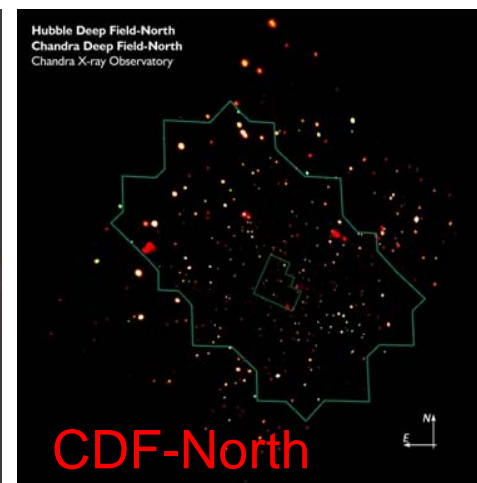 Hubble Deep Field-North
Chandra Deep Field-North
Chandra X-ray Observatory
N
E
CDF-North